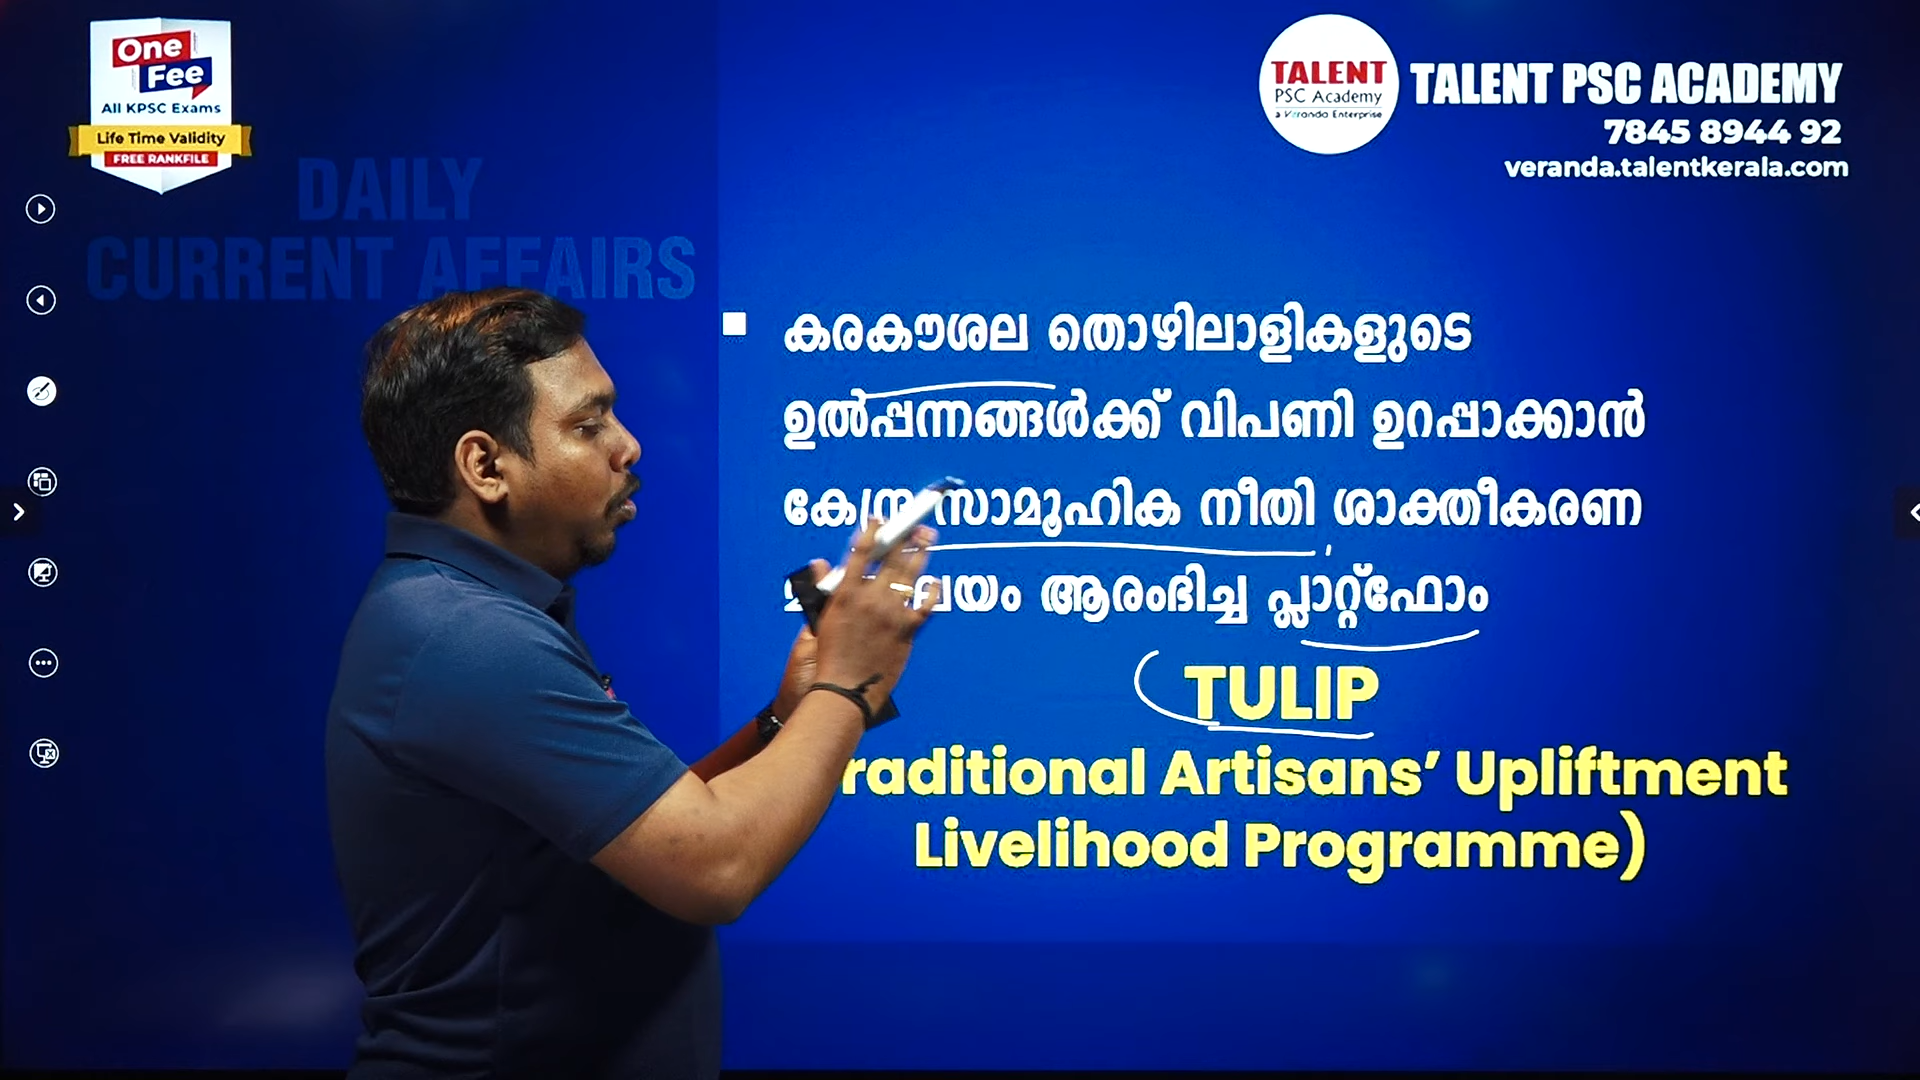 One
Fee
All KPSC Exams
Life Time Validity
FREE RANKFILE
TALENT
PSC Academy
a Veranda Enterprise
TALENT PSC ACADEMY
7845 8944 92
veranda.talentkerala.com
DAILY
CURRENT AFFAIRS
കരകൗശല തൊഴിലാളികളുടെ
ഉൽപ്പന്നങ്ങൾക്ക് വിപണി ഉറപ്പാക്കാൻ
കേന്ദ്ര സാമൂഹിക നീതി ശാക്തീകരണ
ആരംഭിച്ച പ്ലാറ്റ്ഫോം
TULIP
Artisans’ Upliftment
Livelihood Programme)